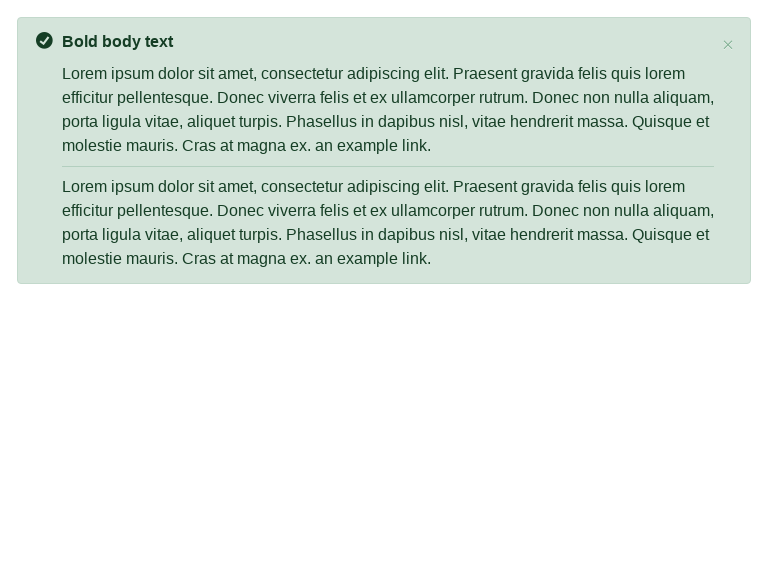 Bold body text
Lorem ipsum dolor sit amet, consectetur adipiscing elit. Praesent gravida felis quis lorem
efficitur pellentesque. Donec viverra felis et ex ullamcorper rutrum. Donec non nulla aliquam,
porta ligula vitae, aliquet turpis. Phasellus in dapibus nisl, vitae hendrerit massa. Quisque et
molestie mauris. Cras at magna ex. an example link.
Lorem ipsum dolor sit amet, consectetur adipiscing elit. Praesent gravida felis quis lorem
efficitur pellentesque. Donec viverra felis et ex ullamcorper rutrum. Donec non nulla aliquam,
porta ligula vitae, aliquet turpis. Phasellus in dapibus nisl, vitae hendrerit massa. Quisque et
molestie mauris. Cras at magna ex. an example link.